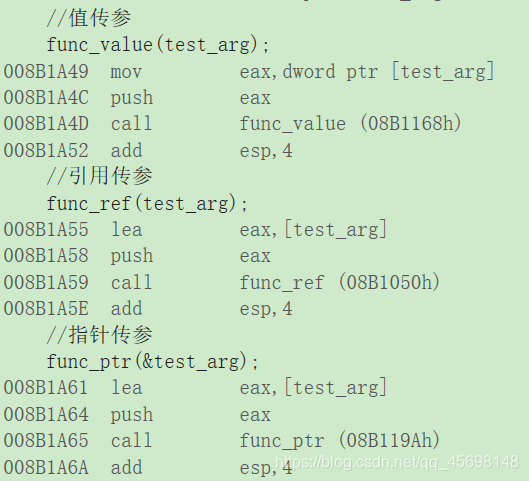 //值传参
func_value(test_arg);
008B1A49 mov eax,dword ptr [test_arg]
008B1A4C push eax
008B1A4D call func_value (08B1168h)
008B1A52 add esp,4
//引用传参
func_ref(test_arg);
008B1A55 lea eax,[test_arg]
008B1A58 push eax
008B1A59 call func_ref (08B1050h)
008B1A5E add esp,4
//指针传参
func_ptr(&test_arg);
008B1A61 lea eax,[test_arg]
008B1A64 push eax
008B1A65 call func_ptr (08B119Ah)
008B1A6A add esp,4
https://blog.csdn.net/qq_45698148